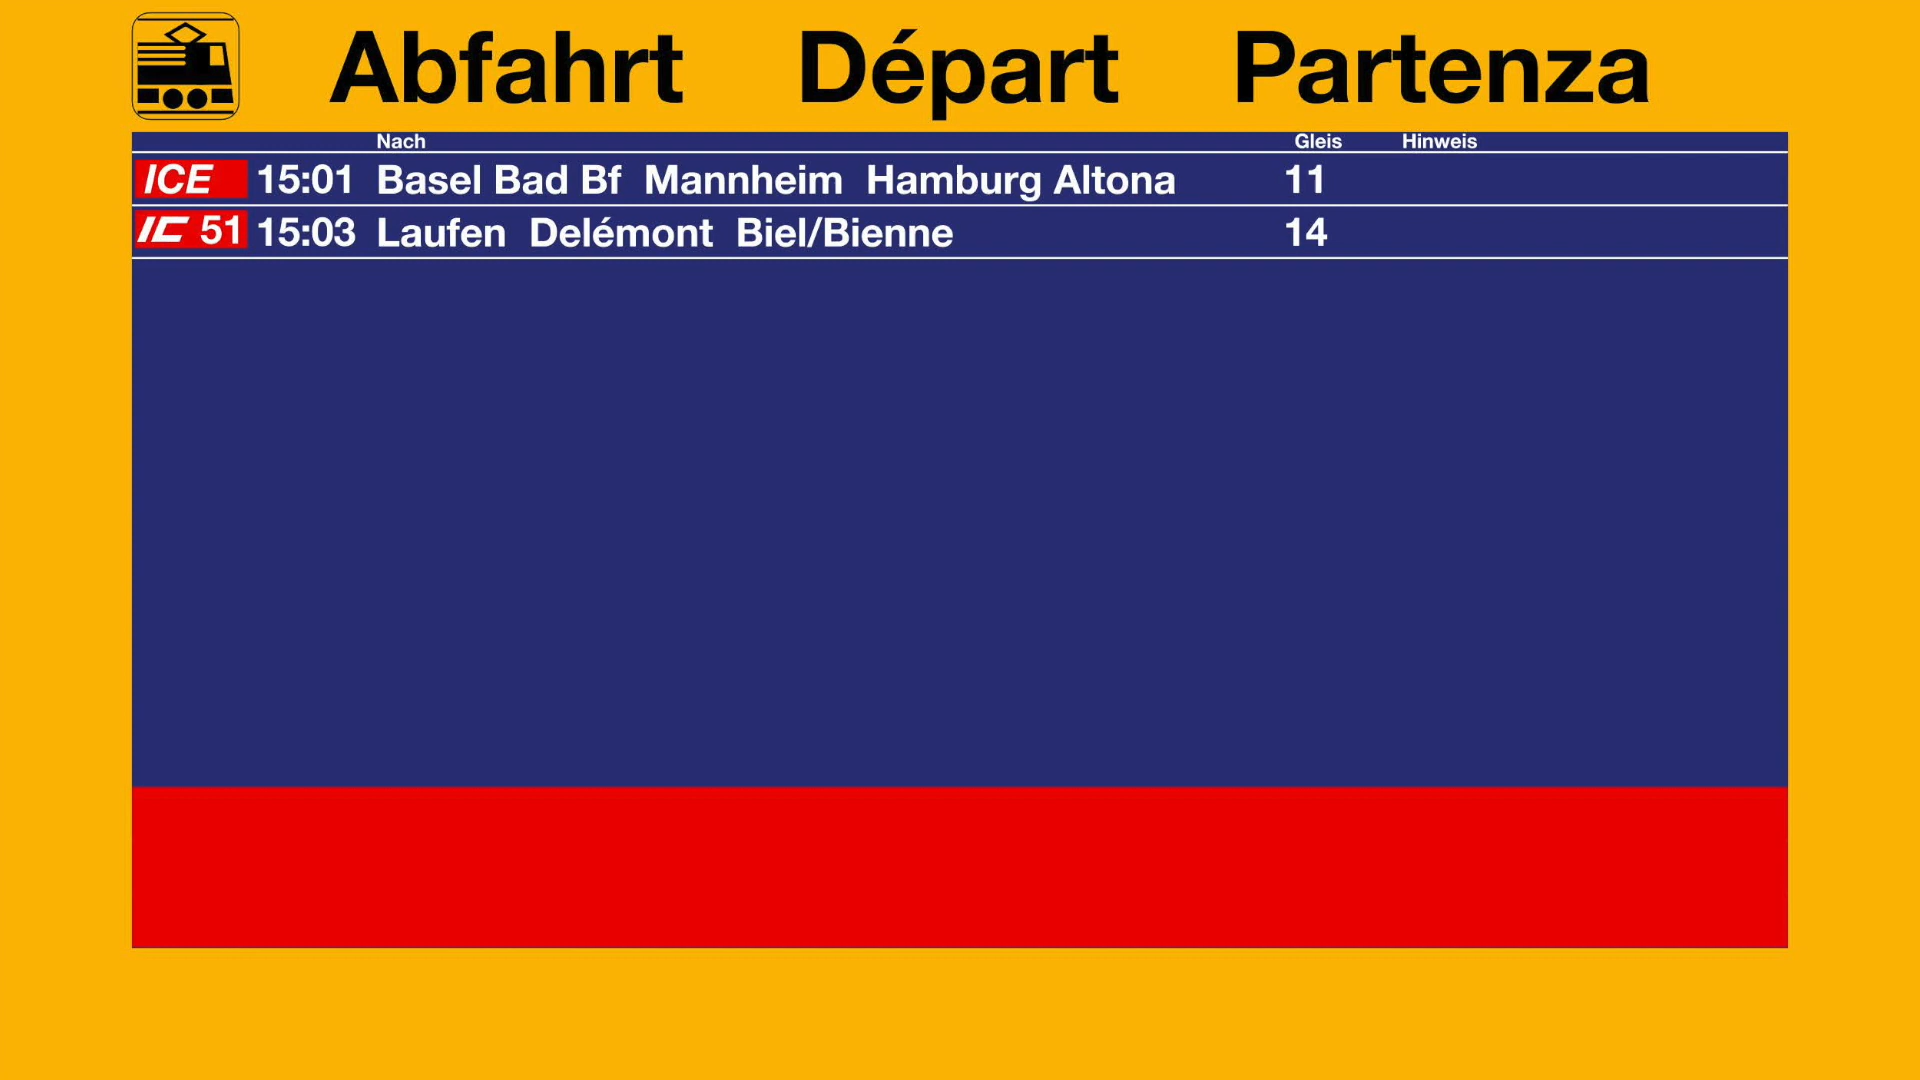 Abfahrt Départ Partenza
Nach Gleis Hinweis
ICE 15:01 Basel Bad Bf Mannheim Hamburg Altona 11
IC 51 15:03 Laufen Delémont Biel/Bienne 14